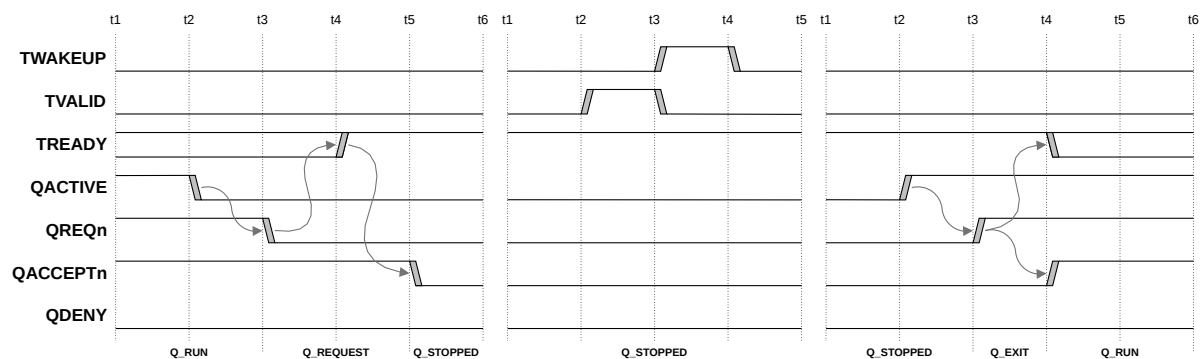 t1 t2 t3 t4 t5 t6 t1 t2 t3 t4 t5 t1 t2 t3 t4 t5 t6
TWAKEUP
TVALID
TREADY
QACTIVE
QREQn
QACCEPTn
QDENY
Q_RUN Q_REQUEST Q_STOPPED Q_STOPPED Q_STOPPED Q_EXIT Q_RUN